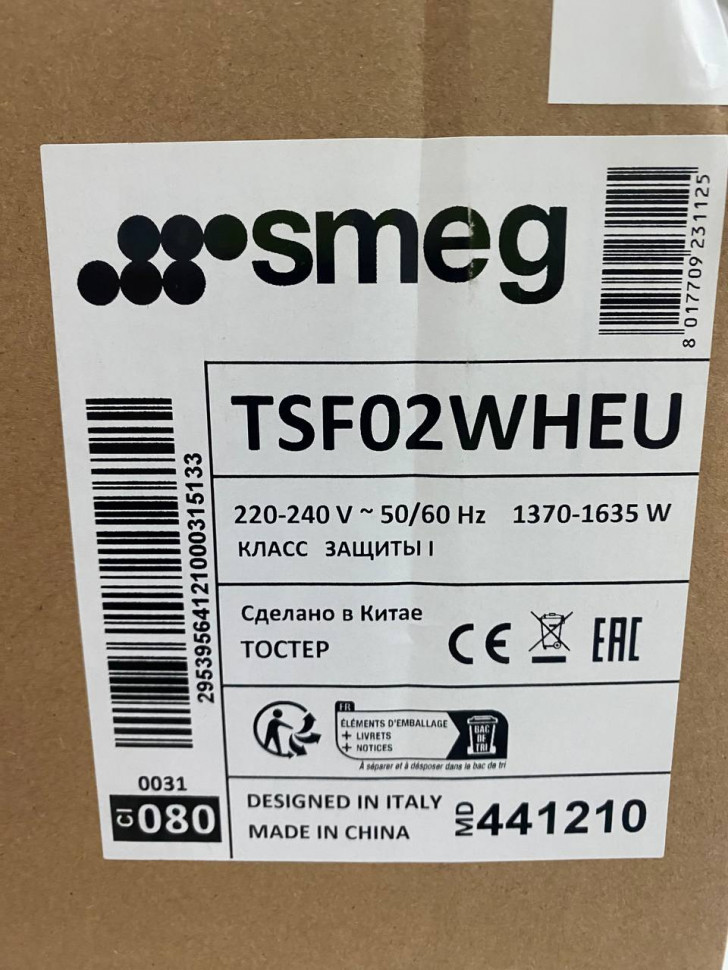 smeg
8 017709 231125
TSF02WHEU
220-240 V ~ 50/60 Hz 1370-1635 W
КЛАСС ЗАЩИТЫ I
29539564121000315133
Сделано в Китае
ТОСТЕР
CE
EAC
FR
ÉLÉMENTS D'EMBALLAGE
+ LIVRETS
+ NOTICES
BAC
DE
TRI
À séparer et à déposer dans le bac de tri
0031
CI 080
DESIGNED IN ITALY
MADE IN CHINA
MD 441210